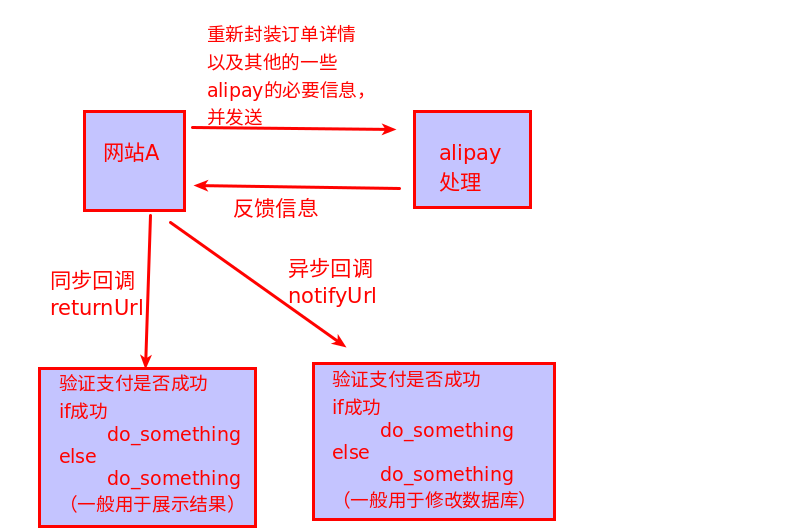 重新封装订单详情
以及其他的一些
alipay的必要信息，
并发送
网站A
alipay
处理
反馈信息
同步回调
returnUrl
异步回调
notifyUrl
验证支付是否成功
if成功
do_something
else
do_something
（一般用于展示结果）
验证支付是否成功
if成功
do_something
else
do_something
（一般用于修改数据库）